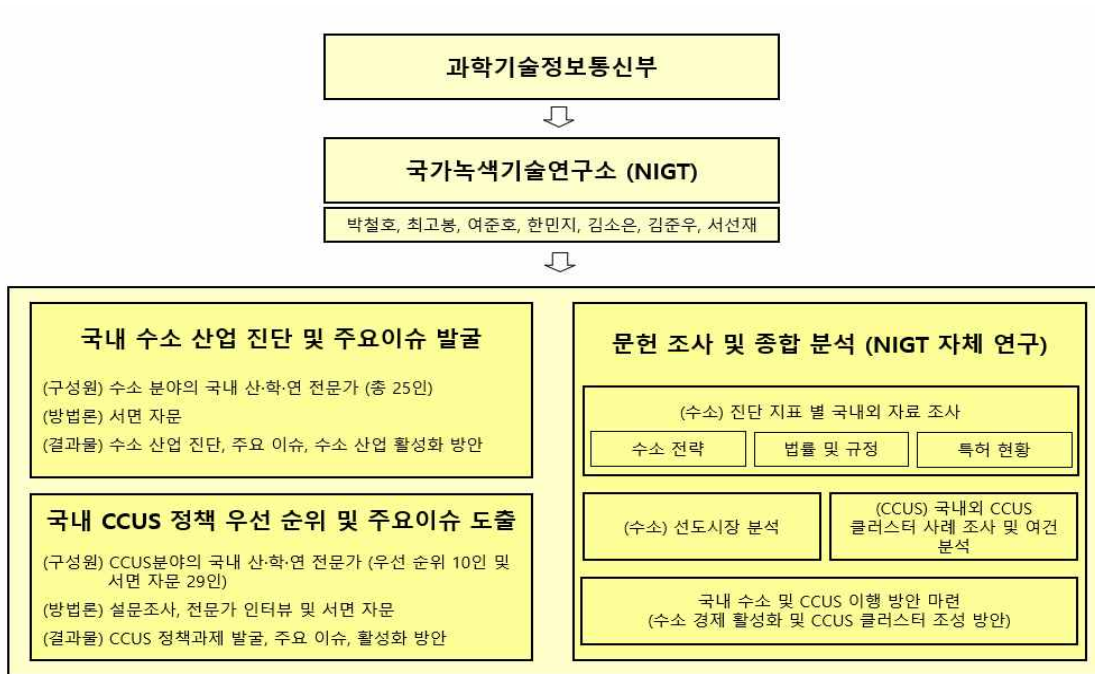 과학기술정보통신부
국가녹색기술연구소 (NIGT)
박철호, 최고봉, 여준호, 한민지, 김소은, 김준우, 서선재
국내 수소 산업 진단 및 주요이슈 발굴
(구성원) 수소 분야의 국내 산·학·연 전문가 (총 25인)
(방법론) 서면 자문
(결과물) 수소 산업 진단, 주요 이슈, 수소 산업 활성화 방안
국내 CCUS 정책 우선 순위 및 주요이슈 도출
(구성원) CCUS분야의 국내 산·학·연 전문가 (우선 순위 10인 및
서면 자문 29인)
(방법론) 설문조사, 전문가 인터뷰 및 서면 자문
(결과물) CCUS 정책과제 발굴, 주요 이슈, 활성화 방안
문헌 조사 및 종합 분석 (NIGT 자체 연구)
(수소) 진단 지표 별 국내외 자료 조사
수소 전략
법률 및 규정
특허 현황
(수소) 선도시장 분석
(CCUS) 국내외 CCUS
클러스터 사례 조사 및 여건
분석
국내 수소 및 CCUS 이행 방안 마련
(수소 경제 활성화 및 CCUS 클러스터 조성 방안)